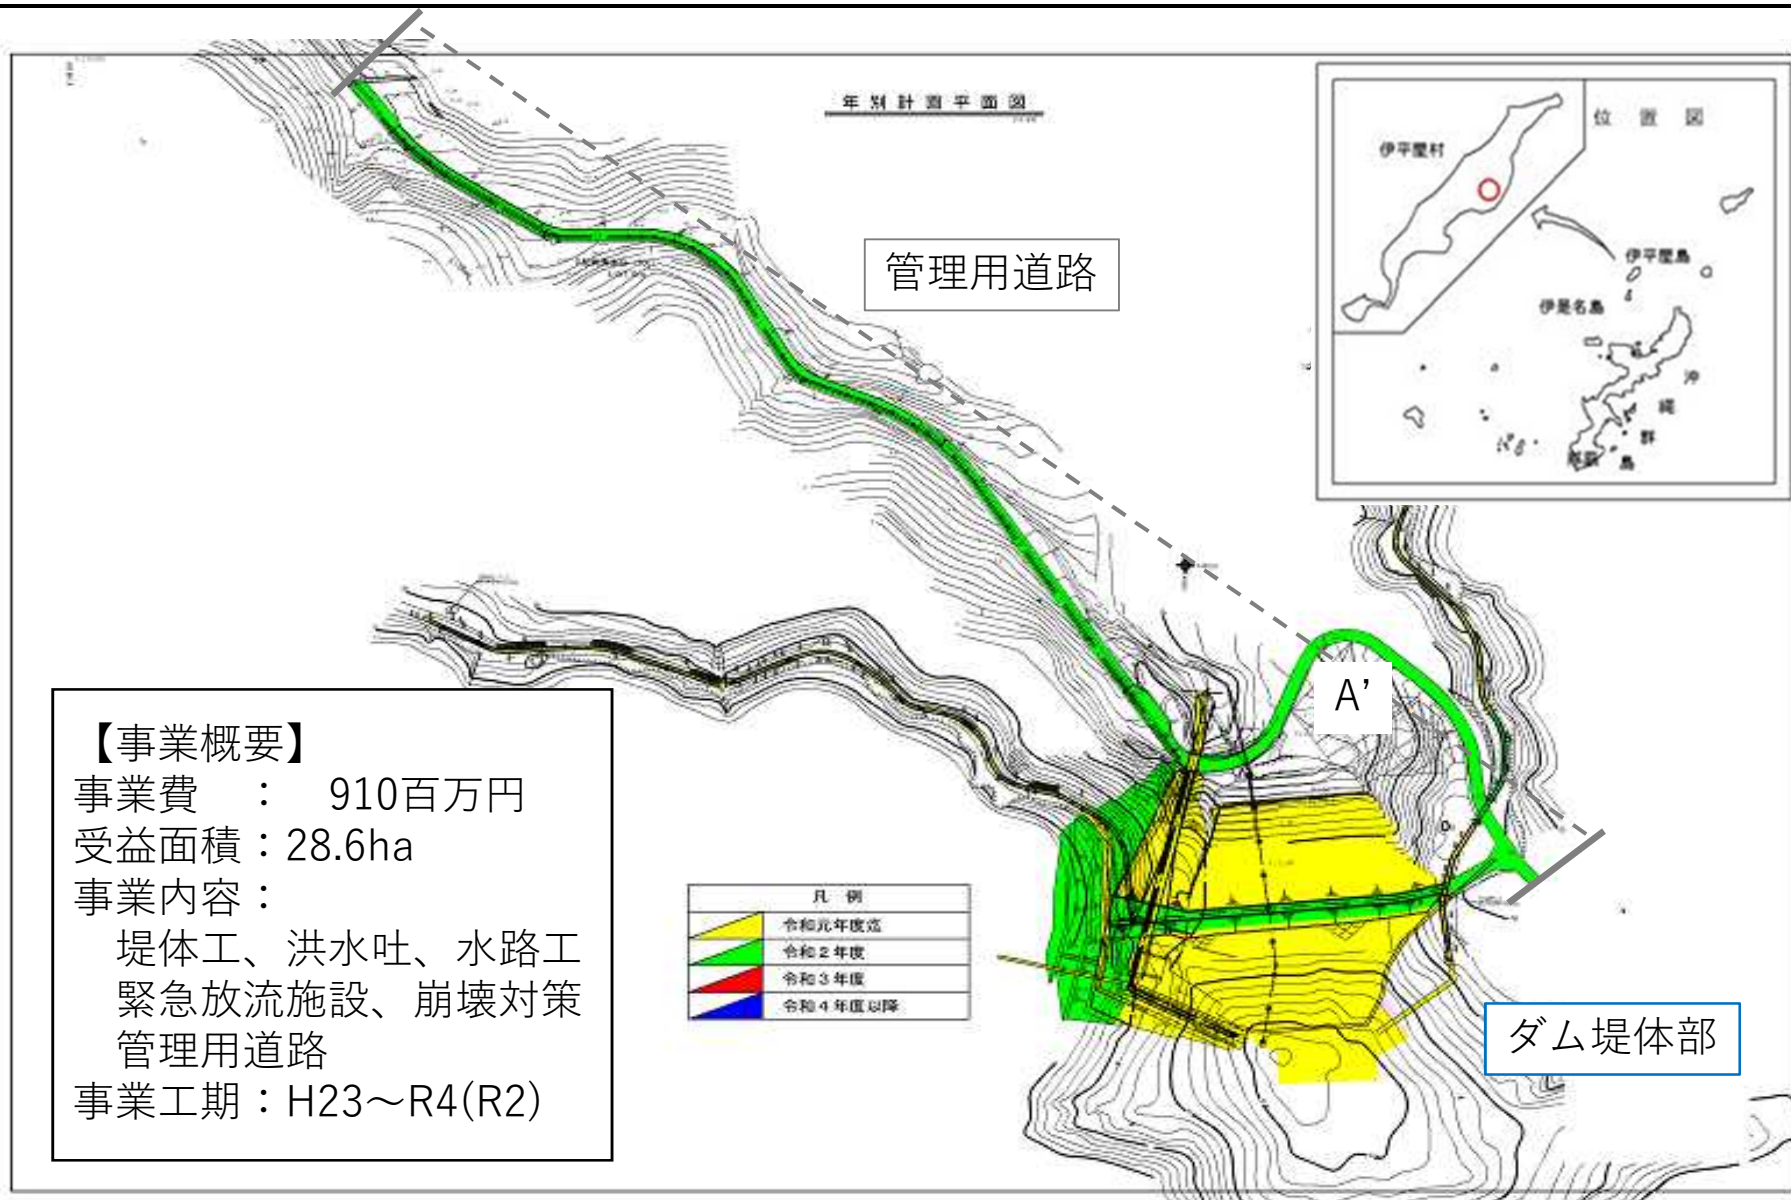 年別計画平面図
位置図
伊平屋村
伊平屋島
伊是名島
沖
縄
群
島
管理用道路
A’
【事業概要】
事業費　：　910百万円
受益面積：28.6ha
事業内容：
堤体工、洪水吐、水路工
緊急放流施設、崩壊対策
管理用道路
事業工期：H23～R4(R2)
凡例
令和元年度迄
令和2年度
令和3年度
令和4年度以降
ダム堤体部